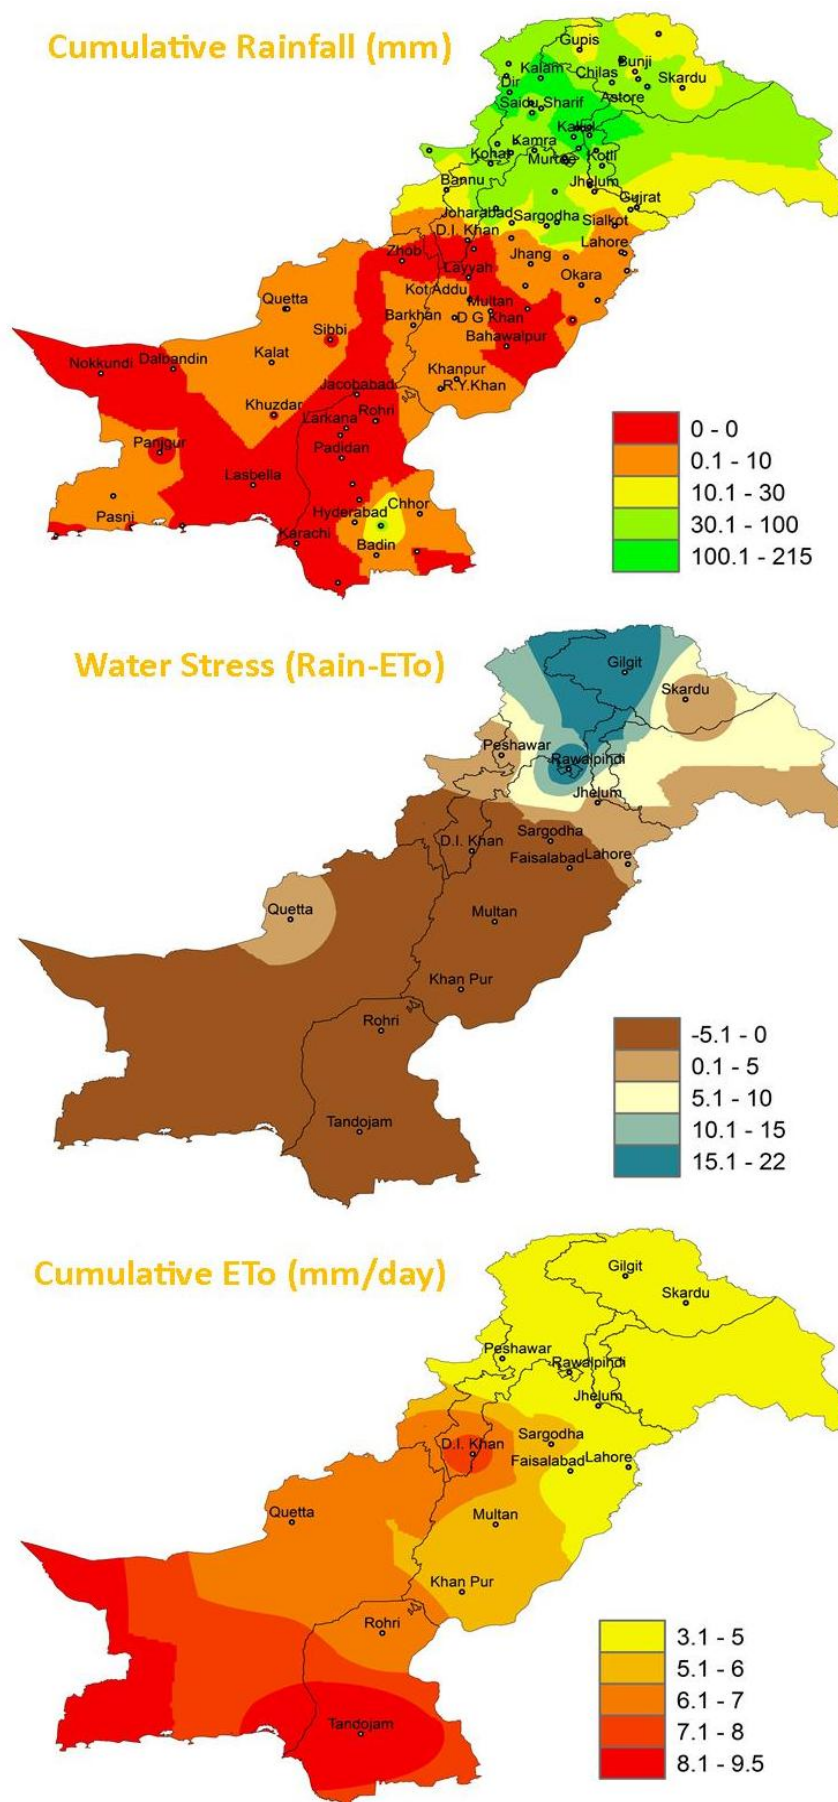 Cumulative Rainfall (mm)
Gupis
Bunji
Kalam
Chilas
Skardu
Dir
Astore
Saidu Sharif
Kakul
Kamra
Kohat
Murree
Kotli
Bannu
Jhelum
Gujrat
Joharabad
Sargodha
Sialkot
D.I. Khan
Zhob
Lahore
Layyah
Jhang
Okara
Kot Addu
Quetta
Multan
Barkhan
D G Khan
Sibbi
Bahawalpur
Nokkundi
Dalbandin
Kalat
Khanpur
Jacobabad
R.Y.Khan
Khuzdar
Larkana
Rohri
Panjgur
Padidan
Lasbella
Pasni
Hyderabad
Chhor
Karachi
Badin
0 - 0
0.1 - 10
10.1 - 30
30.1 - 100
100.1 - 215
Water Stress (Rain-ETo)
Gilgit
Skardu
Peshawar
Rawalpindi
Jhelum
Sargodha
D.I. Khan
Faisalabad
Lahore
Quetta
Multan
Khan Pur
Rohri
Tandojam
-5.1 - 0
0.1 - 5
5.1 - 10
10.1 - 15
15.1 - 22
Cumulative ETo (mm/day)
Gilgit
Skardu
Peshawar
Rawalpindi
Jhelum
Sargodha
D.I. Khan
Faisalabad
Lahore
Quetta
Multan
Khan Pur
Rohri
Tandojam
3.1 - 5
5.1 - 6
6.1 - 7
7.1 - 8
8.1 - 9.5